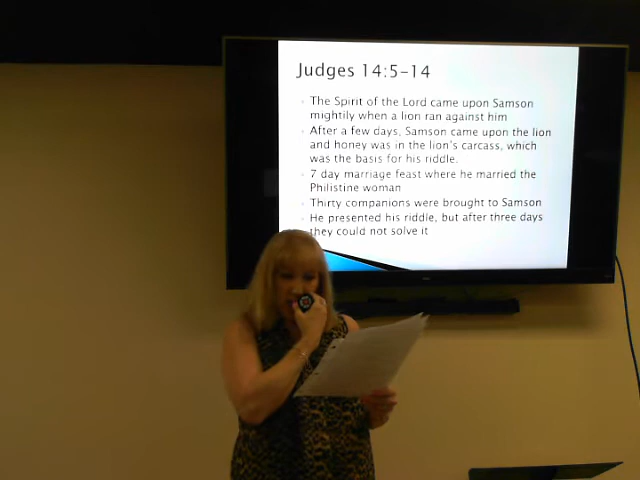 Judges 14:5-14
The Spirit of the Lord came upon Samson
mightily when a lion ran against him
After a few days, Samson came upon the lion
and honey was in the lion's carcass, which
was the basis for his riddle.
7 day marriage feast where he married the
Philistine woman
Thirty companions were brought to Samson
He presented his riddle, but after three days
they could not solve it